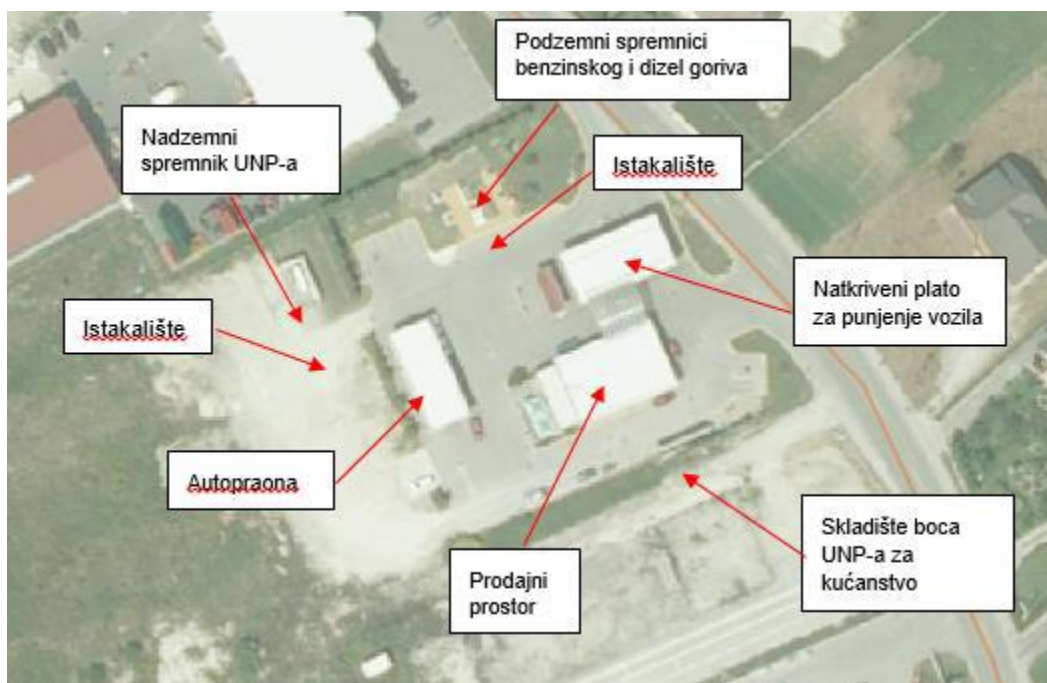 Podzemni spremnici
benzinskog i dizel goriva
Nadzemni
spremnik UNP-a
Istakalište
Natkriveni plato
za punjenje vozila
Istakalište
Autopraona
Prodajni
prostor
Skladište boca
UNP-a za
kućanstvo